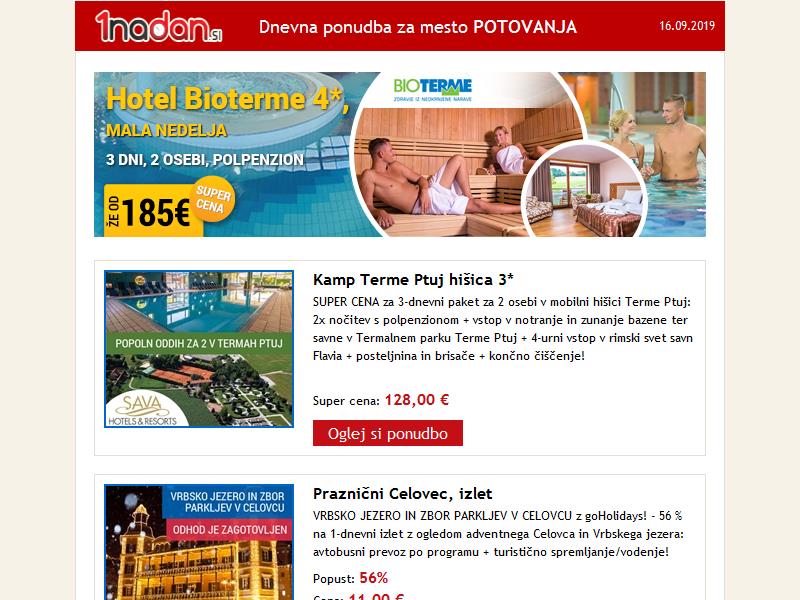 1nadan.si
Dnevna ponudba za mesto POTOVANJA
16.09.2019
Hotel Bioterme 4*,
MALA NEDELJA
3 DNI, 2 OSEBI, POLPENZION
ŽE OD
185€
SUPER
CENA
BIOTERME
ZDRAVJE IZ NEOKRNJENE NARAVE
POPOLN ODDIH ZA 2 V TERMAH PTUJ
SAVA
HOTELS & RESORTS
Kamp Terme Ptuj hišica 3*
SUPER CENA za 3-dnevni paket za 2 osebi v mobilni hišici Terme Ptuj:
2x nočitev s polpenzionom + vstop v notranje in zunanje bazene ter
savne v Termalnem parku Terme Ptuj + 4-urni vstop v rimski svet savn
Flavia + posteljnina in brisače + končno čiščenje!
Super cena: 128,00 €
Oglej si ponudbo
VRBSKO JEZERO IN ZBOR
PARKLJEV V CELOVCU
ODHOD JE ZAGOTOVLJEN
Praznični Celovec, izlet
VRBSKO JEZERO IN ZBOR PARKLJEV V CELOVCU z goHolidays! - 56 %
na 1-dnevni izlet z ogledom adventnega Celovca in Vrbskega jezera:
avtobusni prevoz po programu + turistično spremljanje/vodenje!
Popust: 56%
Cena: 11,00 €